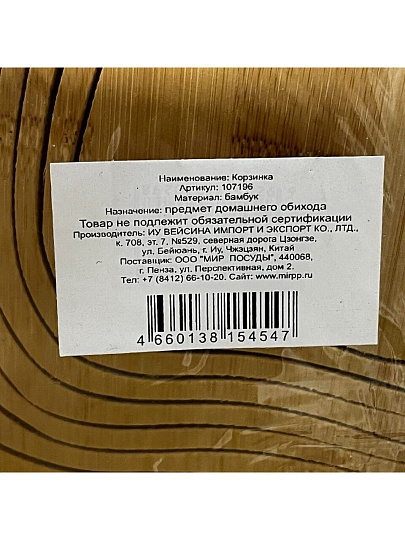 Наименование: Корзинка
Артикул: 107196
Материал: бамбук
Назначение: предмет домашнего обихода
Товар не подлежит обязательной сертификации
Производитель: ИУ ВЕЙСИНА ИМПОРТ И ЭКСПОРТ КО., ЛТД.,
к. 708, эт. 7, №529, северная дорога Цзонгзе,
ул, Бейюань, г. Иу, Чжэцзян, Китай
Поставщик: ООО "МИР ПОСУДЫ", 440068,
г. Пенза, ул. Перспективная, дом 2.
Тел: +7 (8412) 66-10-20. Сайт: www.mirpp.ru
4 660138 154547